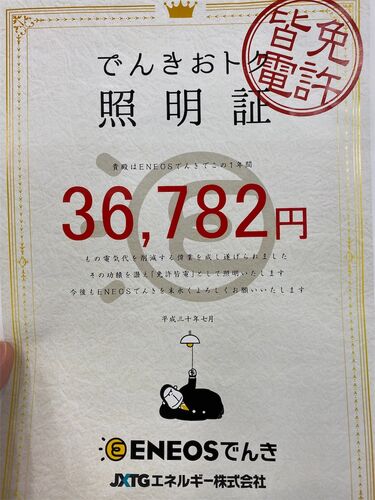 免許
皆電
でんきおトク
照明証
貴殿はENEOSでんきでこの1年間
36,782円
もの電気代を削減する偉業を成し遂げられました
その功績を讃え「免許皆電」として照明いたします
今後もENEOSでんきを末永くよろしくお願いいたします
平成三十年七月
ENEOSでんき
JXTGエネルギー株式会社